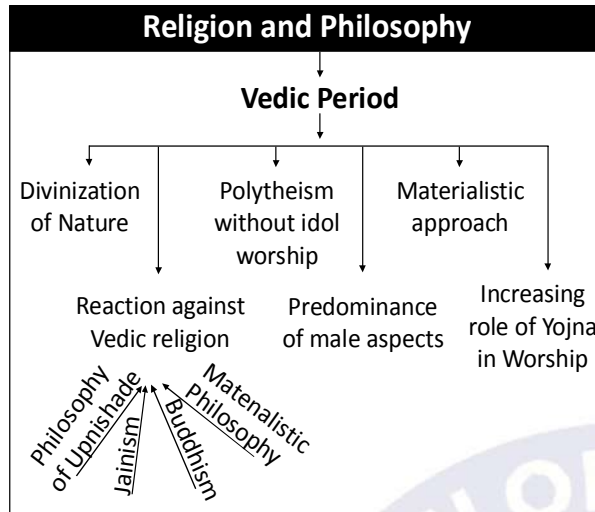 Religion and Philosophy
Vedic Period
Divinization
of Nature
Polytheism
without idol
worship
Materialistic
approach
Reaction against
Vedic religion
Predominance
of male aspects
Increasing
role of Yojna
in Worship
Philosophy
of Upnishade
Jainism
Buddhism
Matenalistic
Philosophy
N O